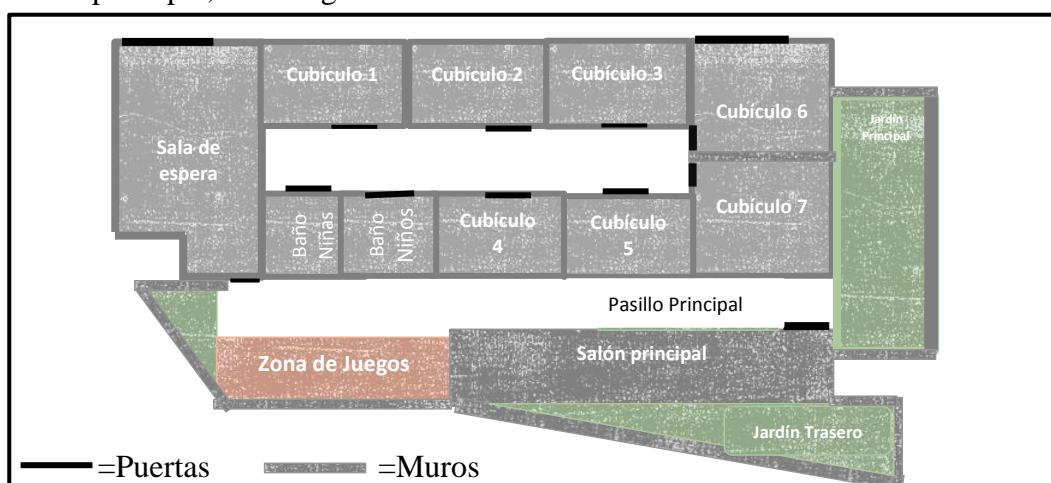 Cubículo 1
Cubículo 2
Cubículo 3
Cubículo 6
Jardín
Principal
Sala de
espera
Baño
Niñas
Baño
Niños
Cubículo
4
Cubículo
5
Cubículo 7
Pasillo Principal
Zona de Juegos
Salón principal
Jardín Trasero
=Puertas
=Muros